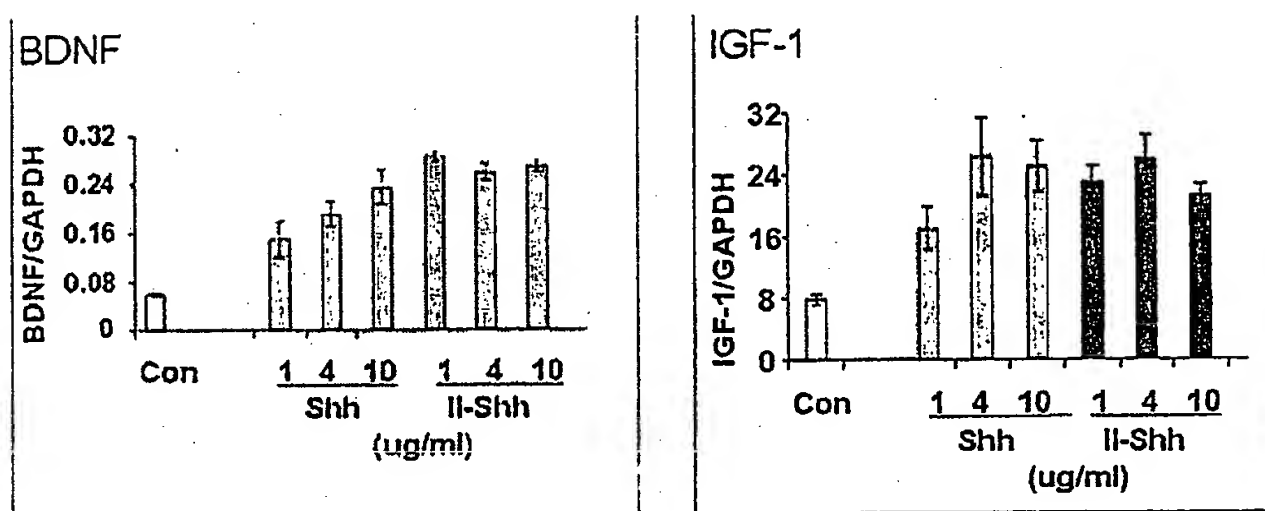 BDNF
BDNF/GAPDH
0.32
0.24
0.16
0.08
0
Con
1 4 10 1 4 10
Shh II-Shh
(ug/ml)
IGF-1
IGF-1/GAPDH
32
24
16
8
0
Con
1 4 10 1 4 10
Shh II-Shh
(ug/ml)